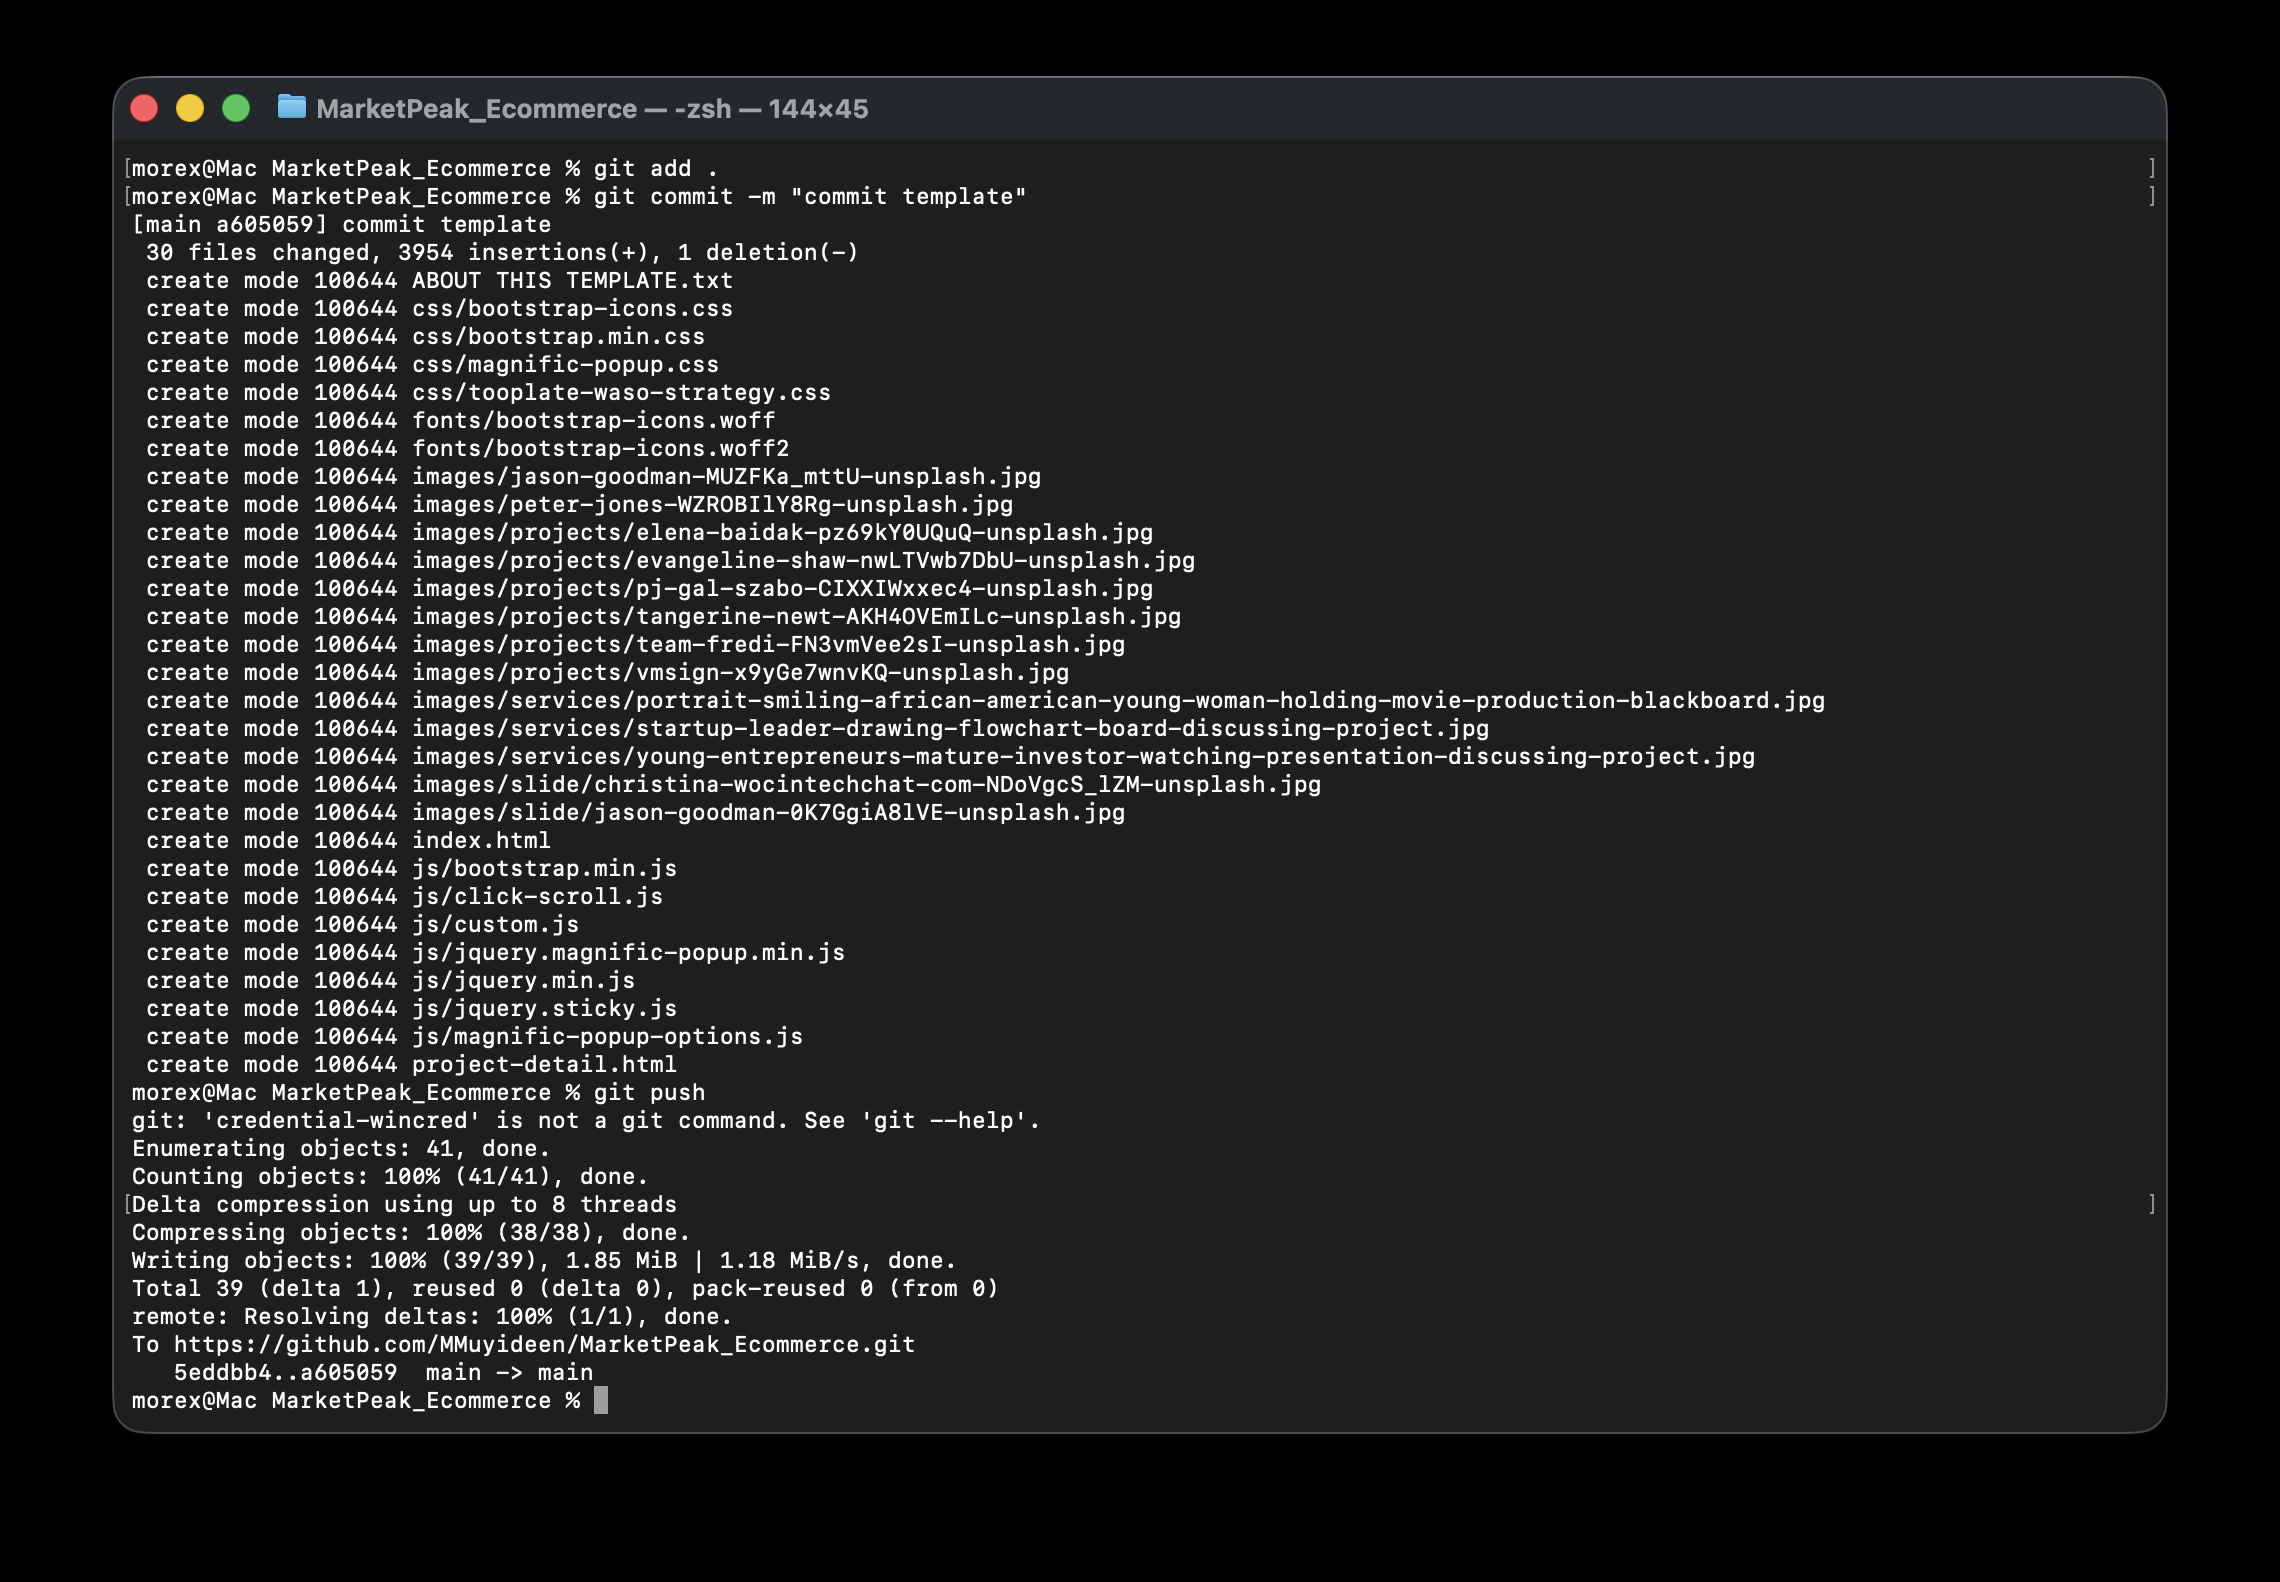 MarketPeak_Ecommerce — -zsh — 144×45
[morex@Mac MarketPeak_Ecommerce % git add . ]
[morex@Mac MarketPeak_Ecommerce % git commit -m "commit template" ]
[main a605059] commit template
 30 files changed, 3954 insertions(+), 1 deletion(-)
 create mode 100644 ABOUT THIS TEMPLATE.txt
 create mode 100644 css/bootstrap-icons.css
 create mode 100644 css/bootstrap.min.css
 create mode 100644 css/magnific-popup.css
 create mode 100644 css/tooplate-waso-strategy.css
 create mode 100644 fonts/bootstrap-icons.woff
 create mode 100644 fonts/bootstrap-icons.woff2
 create mode 100644 images/jason-goodman-MUZFKa_mttU-unsplash.jpg
 create mode 100644 images/peter-jones-WZROBIlY8Rg-unsplash.jpg
 create mode 100644 images/projects/elena-baidak-pz69kY0UQuQ-unsplash.jpg
 create mode 100644 images/projects/evangeline-shaw-nwLTVwb7DbU-unsplash.jpg
 create mode 100644 images/projects/pj-gal-szabo-CIXXIWxxec4-unsplash.jpg
 create mode 100644 images/projects/tangerine-newt-AKH4OVEmILc-unsplash.jpg
 create mode 100644 images/projects/team-fredi-FN3vmVee2sI-unsplash.jpg
 create mode 100644 images/projects/vmsign-x9yGe7wnvKQ-unsplash.jpg
 create mode 100644 images/services/portrait-smiling-african-american-young-woman-holding-movie-production-blackboard.jpg
 create mode 100644 images/services/startup-leader-drawing-flowchart-board-discussing-project.jpg
 create mode 100644 images/services/young-entrepreneurs-mature-investor-watching-presentation-discussing-project.jpg
 create mode 100644 images/slide/christina-wocintechchat-com-NDoVgcS_lZM-unsplash.jpg
 create mode 100644 images/slide/jason-goodman-0K7GgiA8lVE-unsplash.jpg
 create mode 100644 index.html
 create mode 100644 js/bootstrap.min.js
 create mode 100644 js/click-scroll.js
 create mode 100644 js/custom.js
 create mode 100644 js/jquery.magnific-popup.min.js
 create mode 100644 js/jquery.min.js
 create mode 100644 js/jquery.sticky.js
 create mode 100644 js/magnific-popup-options.js
 create mode 100644 project-detail.html
morex@Mac MarketPeak_Ecommerce % git push
git: 'credential-wincred' is not a git command. See 'git --help'.
Enumerating objects: 41, done.
Counting objects: 100% (41/41), done.
[Delta compression using up to 8 threads ]
Compressing objects: 100% (38/38), done.
Writing objects: 100% (39/39), 1.85 MiB | 1.18 MiB/s, done.
Total 39 (delta 1), reused 0 (delta 0), pack-reused 0 (from 0)
remote: Resolving deltas: 100% (1/1), done.
To https://github.com/MMuyideen/MarketPeak_Ecommerce.git
   5eddbb4..a605059  main -> main
morex@Mac MarketPeak_Ecommerce %